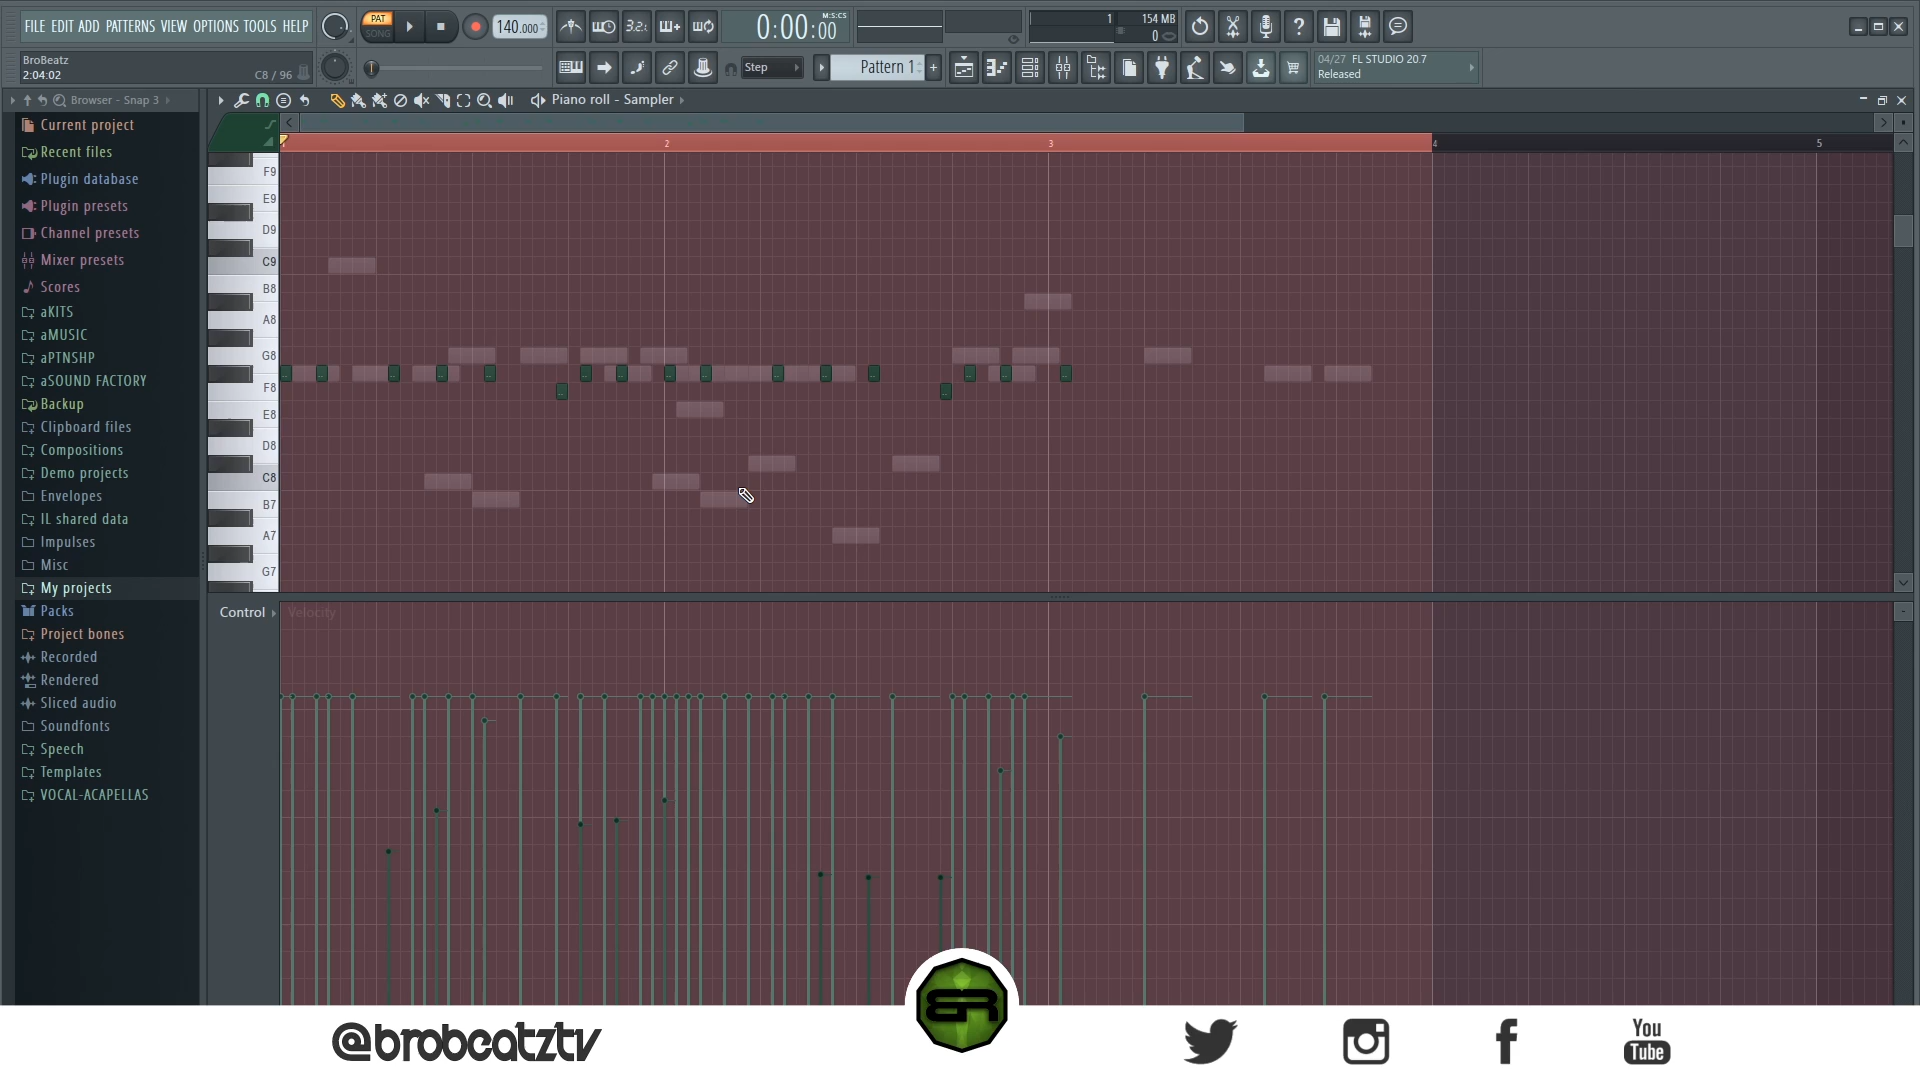 FILE EDIT ADD PATTERNS VIEW OPTIONS TOOLS HELP
PAT
SONG
140.000
3.2.
0:00:00
M:S:CS
1
154 MB
0
BroBeatz
2:04:02
C8 / 96
Step
Pattern 1
+
04/27 FL STUDIO 20.7
Released
Browser - Snap 3
Piano roll - Sampler
Current project
Recent files
Plugin database
Plugin presets
Channel presets
Mixer presets
Scores
aKITS
aMUSIC
aPTNSHP
aSOUND FACTORY
Backup
Clipboard files
Compositions
Demo projects
Envelopes
IL shared data
Impulses
Misc
My projects
Packs
Project bones
Recorded
Rendered
Sliced audio
Soundfonts
Speech
Templates
VOCAL-ACAPELLAS
2
3
4
5
F9
E9
D9
C9
B8
A8
G8
F8
E8
D8
C8
B7
A7
G7
Control
Velocity
@brobeatztv
BR
You
Tube